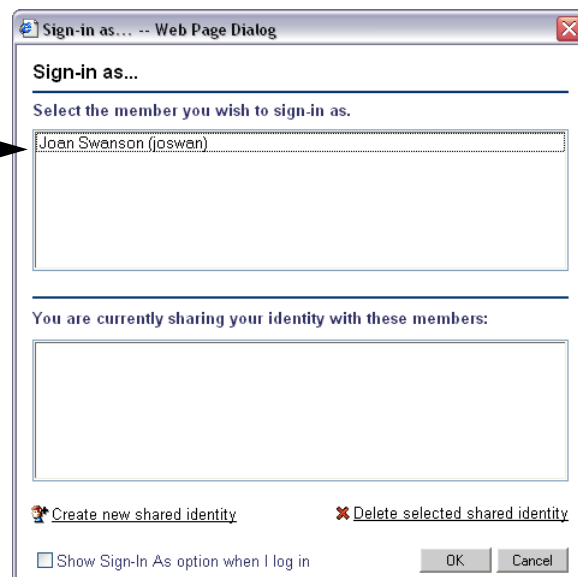 Sign-in as... -- Web Page Dialog
Sign-in as...
Select the member you wish to sign-in as.
Joan Swanson (joswan)
You are currently sharing your identity with these members:
Create new shared identity Delete selected shared identity
Show Sign-In As option when I log in OK Cancel